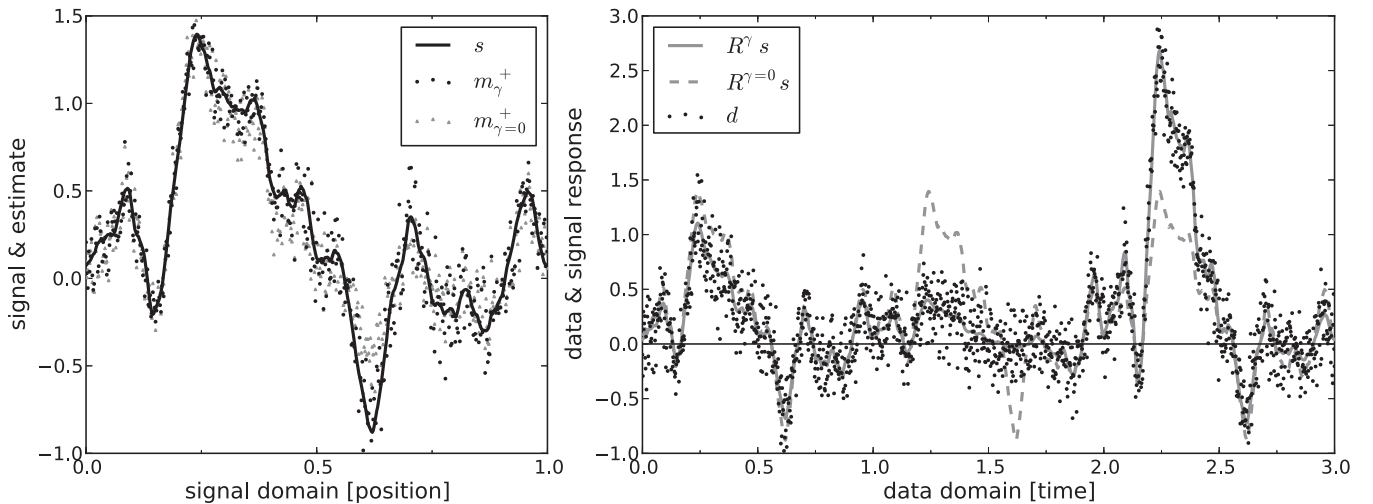 1.5
1.0
0.5
0.0
−0.5
−1.0
signal & estimate
s
m_γ^+
m_{γ=0}^+
0.0 0.5 1.0
signal domain [position]
3.0
2.5
2.0
1.5
1.0
0.5
0.0
−0.5
−1.0
data & signal response
R^γ s
R^{γ=0} s
d
0.0 0.5 1.0 1.5 2.0 2.5 3.0
data domain [time]